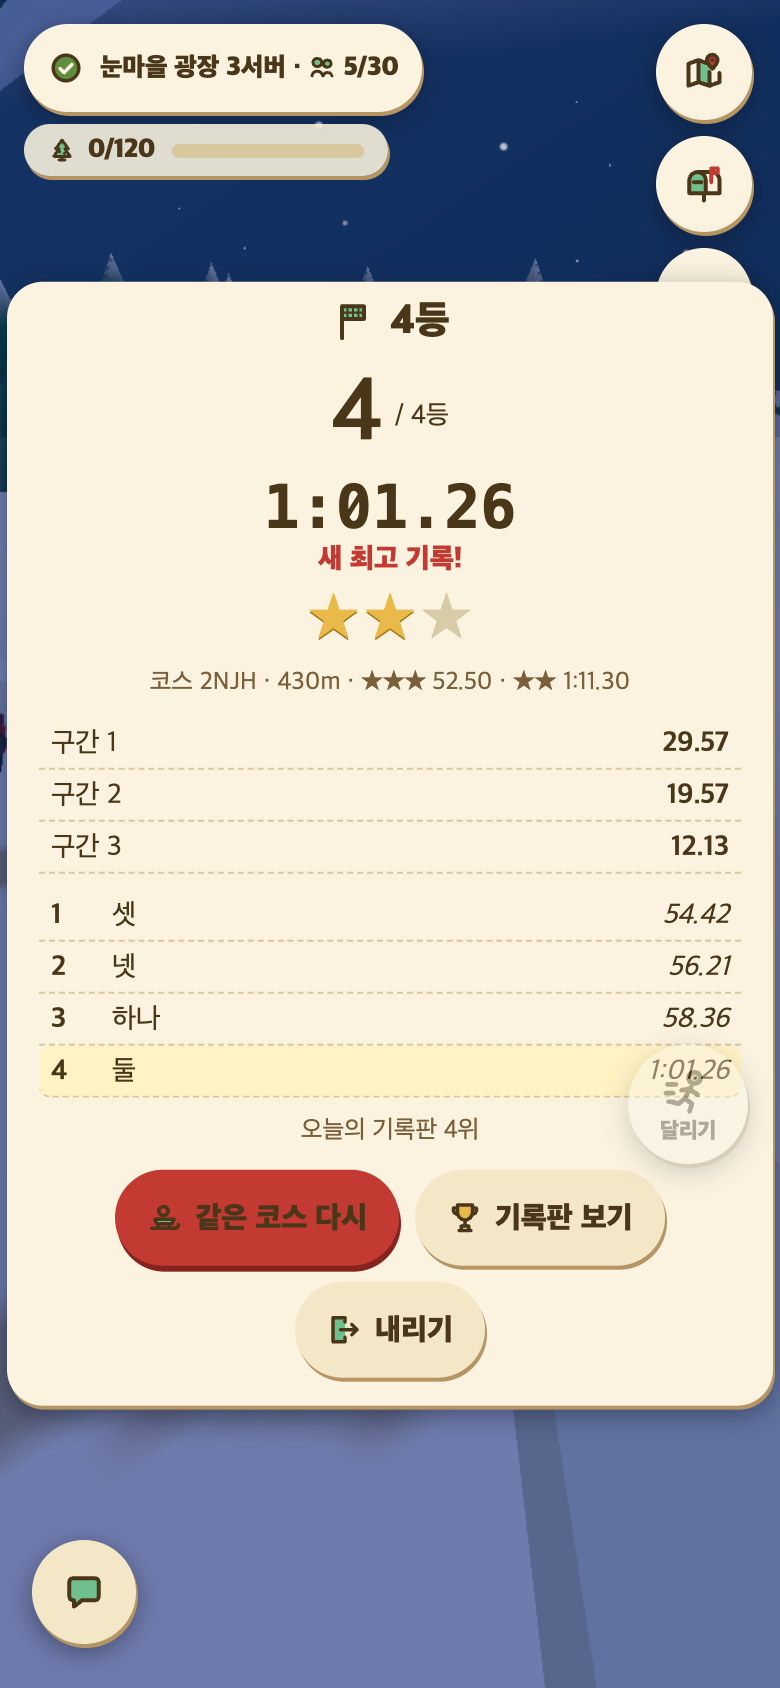 눈마을 광장 3서버 · 5/30
0/120
4등
4 / 4등
1:01.26
새 최고 기록!
코스 2NJH · 430m · ★★★ 52.50 · ★★ 1:11.30
구간 1 29.57
구간 2 19.57
구간 3 12.13
1 셋 54.42
2 넷 56.21
3 하나 58.36
4 둘 1:01.26
달리기
오늘의 기록판 4위
같은 코스 다시
기록판 보기
내리기